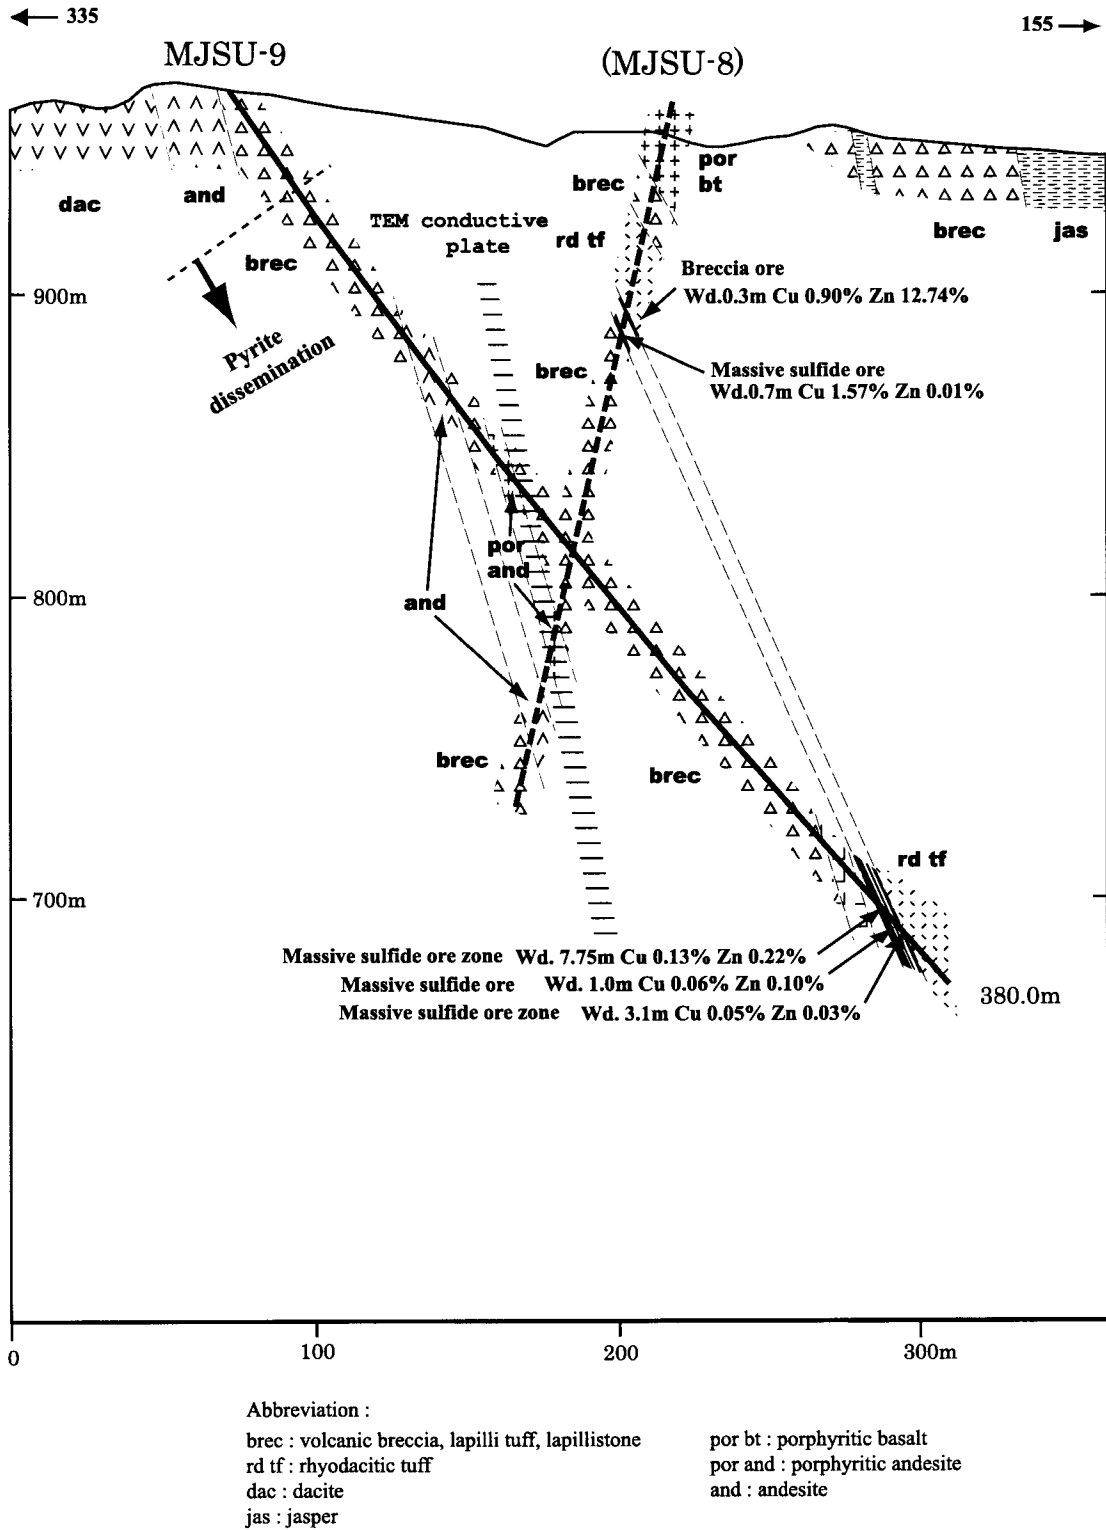 335
155
MJSU-9
(MJSU-8)
por
bt
brec
dac
and
TEM conductive
plate
rd tf
brec
jas
brec
Breccia ore
Wd.0.3m Cu 0.90% Zn 12.74%
900m
Pyrite
dissemination
Massive sulfide ore
Wd.0.7m Cu 1.57% Zn 0.01%
brec
por
and
and
800m
brec
brec
rd tf
700m
Massive sulfide ore zone Wd. 7.75m Cu 0.13% Zn 0.22%
Massive sulfide ore Wd. 1.0m Cu 0.06% Zn 0.10%
Massive sulfide ore zone Wd. 3.1m Cu 0.05% Zn 0.03%
380.0m
0
100
200
300m
Abbreviation :
brec : volcanic breccia, lapilli tuff, lapillistone
rd tf : rhyodacitic tuff
dac : dacite
jas : jasper
por bt : porphyritic basalt
por and : porphyritic andesite
and : andesite